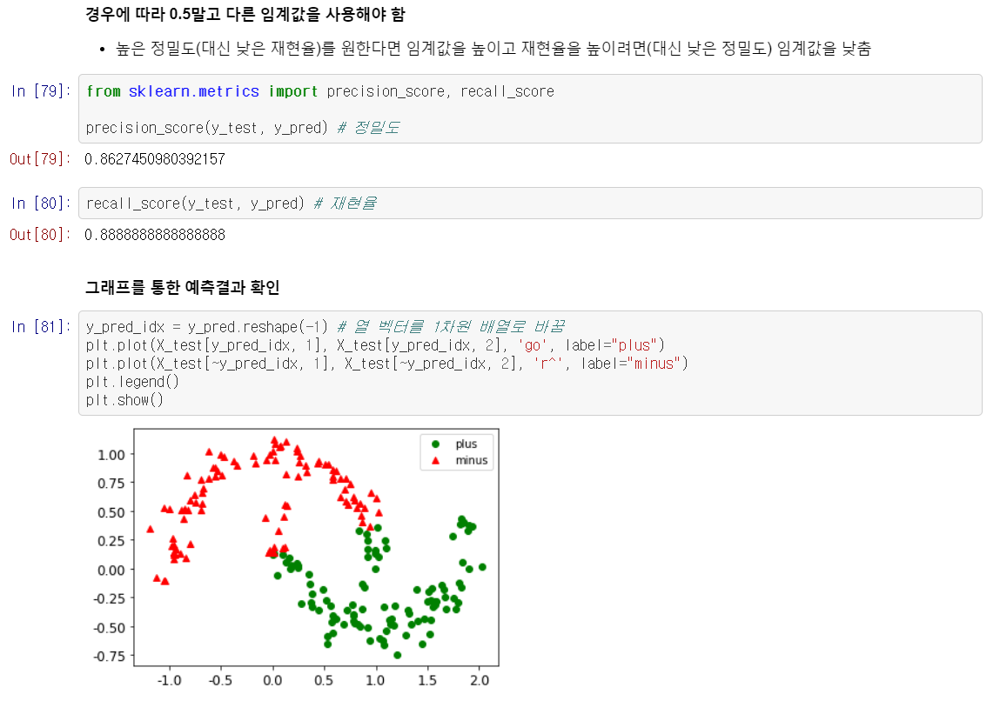 경우에 따라 0.5말고 다른 임계값을 사용해야 함
• 높은 정밀도(대신 낮은 재현율)를 원한다면 임계값을 높이고 재현율을 높이려면(대신 낮은 정밀도) 임계값을 낮춤
In [79]: from sklearn.metrics import precision_score, recall_score
precision_score(y_test, y_pred) # 정밀도
Out[79]: 0.8627450980392157
In [80]: recall_score(y_test, y_pred) # 재현율
Out[80]: 0.8888888888888888
그래프를 통한 예측결과 확인
In [81]: y_pred_idx = y_pred.reshape(-1) # 열 벡터를 1차원 배열로 바꿈
plt.plot(X_test[y_pred_idx, 1], X_test[y_pred_idx, 2], 'go', label="plus")
plt.plot(X_test[~y_pred_idx, 1], X_test[~y_pred_idx, 2], 'r^', label="minus")
plt.legend()
plt.show()
plus
minus
1.00
0.75
0.50
0.25
0.00
-0.25
-0.50
-0.75
-1.0 -0.5 0.0 0.5 1.0 1.5 2.0